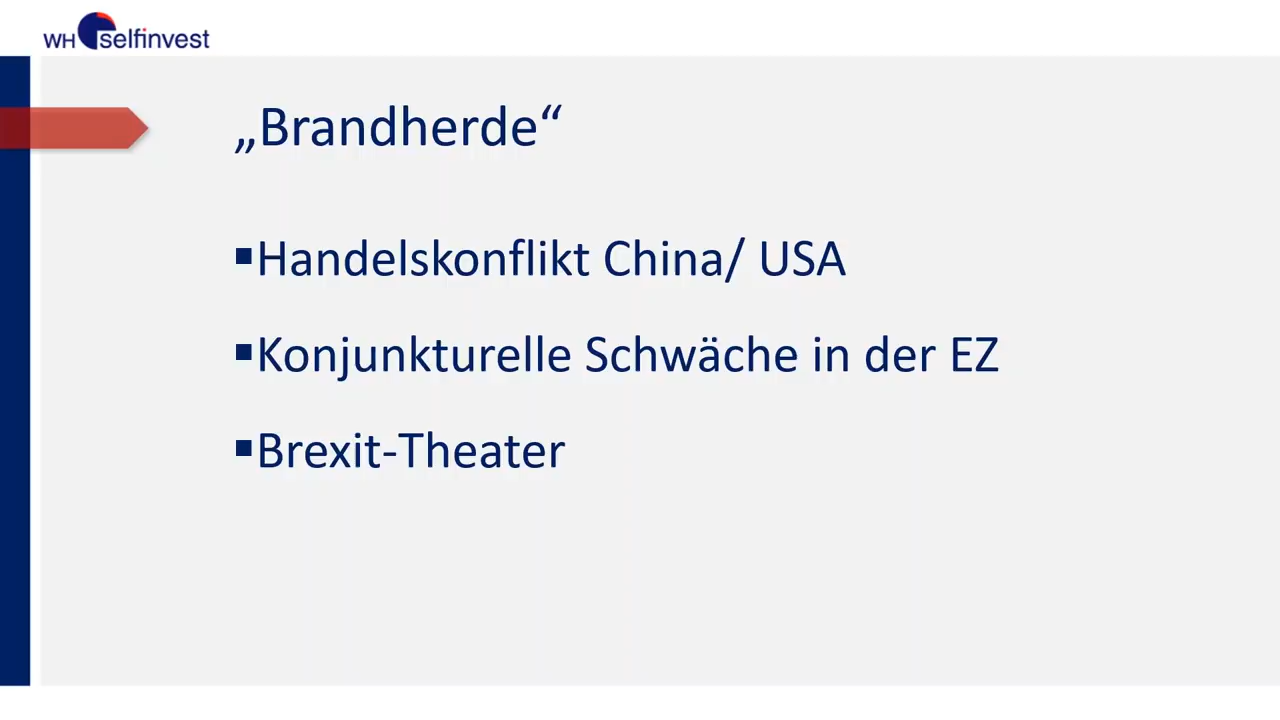 WH selfinvest
„Brandherde“
▪Handelskonflikt China/ USA
▪Konjunkturelle Schwäche in der EZ
▪Brexit-Theater